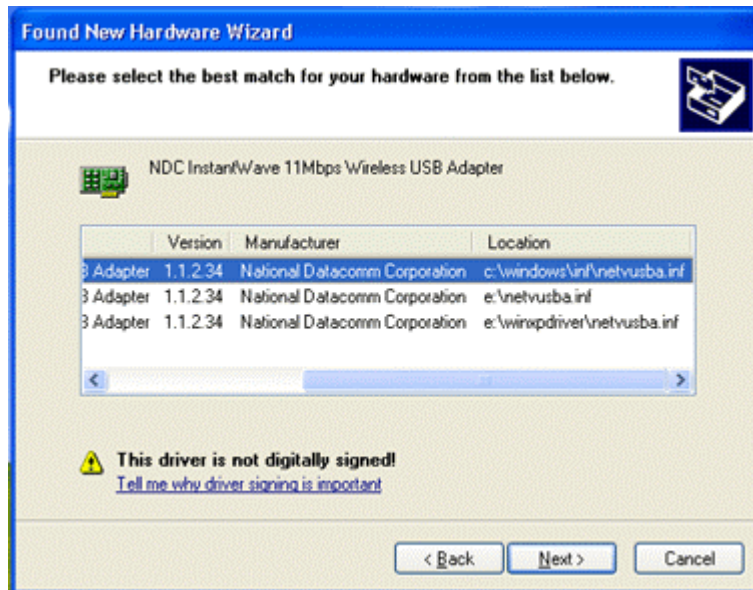 Found New Hardware Wizard
Please select the best match for your hardware from the list below.
NDC InstantWave 11Mbps Wireless USB Adapter
Version Manufacturer Location
3 Adapter 1.1.2.34 National Datacomm Corporation c:\windows\inf\netvusba.inf
3 Adapter 1.1.2.34 National Datacomm Corporation e:\netvusba.inf
3 Adapter 1.1.2.34 National Datacomm Corporation e:\winxpdriver\netvusba.inf
This driver is not digitally signed!
Tell me why driver signing is important
< Back Next > Cancel